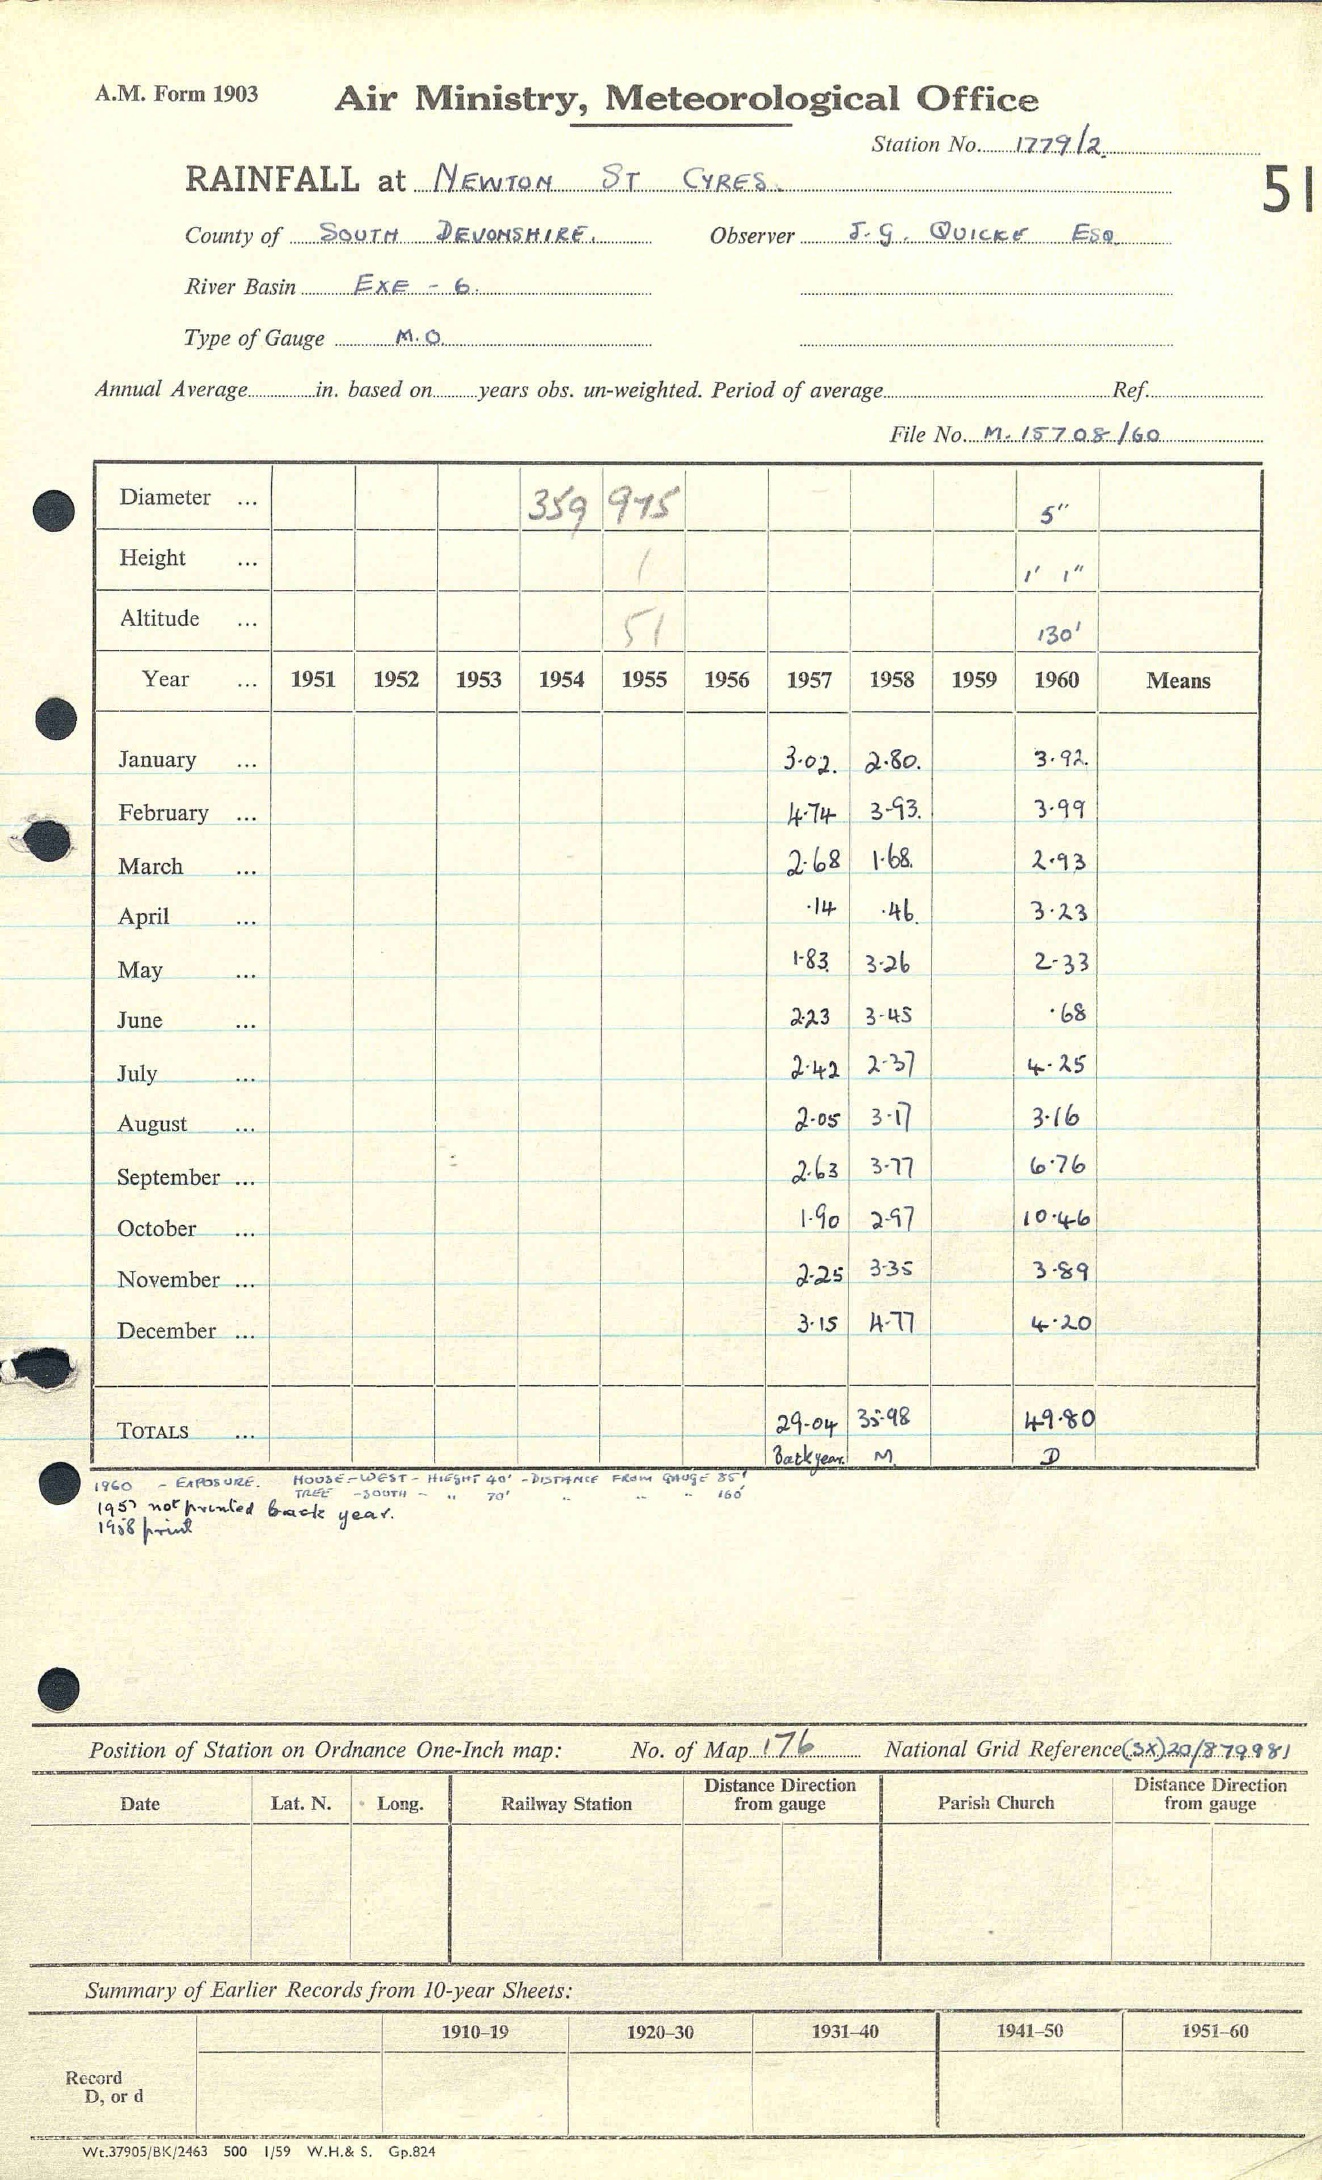 A.M. Form 1903
Air Ministry, Meteorological Office
Station No. 1779/2.
RAINFALL at NEWTON ST CYRES.
51
County of SOUTH DEVONSHIRE. Observer J.G. QUICKE ESQ
River Basin EXE - 6.
Type of Gauge M.O.
Annual Average in. based on years obs. un-weighted. Period of average Ref.
File No. M.15708/60
Diameter ... 359 975 5"
Height ... 1 1' 1"
Altitude ... 51 130'
Year ... 1951 1952 1953 1954 1955 1956 1957 1958 1959 1960 Means
January ... 3.02. 2.80. 3.92.
February ... 4.74 3.93. 3.99
March ... 2.68 1.68. 2.93
April ... .14 .46. 3.23
May ... 1.83. 3.26 2.33
June ... 2.23 3.45 .68
July ... 2.42 2.37 4.25
August ... 2.05 3.17 3.16
September ... 2.63 3.77 6.76
October ... 1.90 2.97 10.46
November ... 2.25 3.35 3.89
December ... 3.15 4.77 4.20
TOTALS ... 29.04 35.98 49.80
Back year. M. D
1960 - EXPOSURE. HOUSE - WEST - HIEGHT 40' - DISTANCE FROM GAUGE 85'
TREE - SOUTH - " 70' " " " 160'
1957 not printed back year.
1958 print
Position of Station on Ordnance One-Inch map: No. of Map 176 National Grid Reference (SX) 20/879981
Date Lat. N. Long. Railway Station Distance Direction from gauge Parish Church Distance Direction from gauge
Summary of Earlier Records from 10-year Sheets:
1910–19 1920–30 1931–40 1941–50 1951–60
Record
D, or d
Wt.37905/BK/2463 500 1/59 W.H.& S. Gp.824